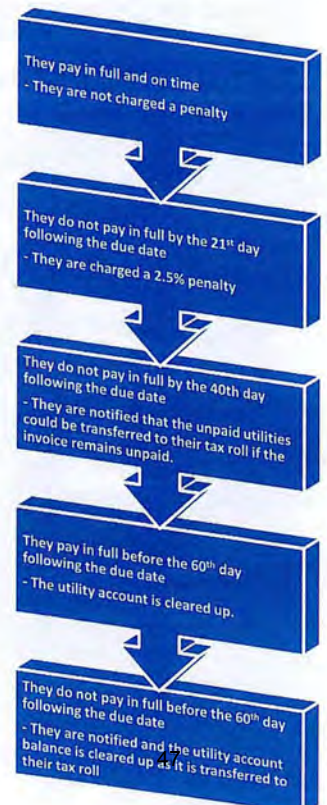 They pay in full and on time
- They are not charged a penalty
They do not pay in full by the 21st day
following the due date
- They are charged a 2.5% penalty
They do not pay in full by the 40th day
following the due date
- They are notified that the unpaid utilities
could be transferred to their tax roll if the
invoice remains unpaid.
They pay in full before the 60th day
following the due date
- The utility account is cleared up.
They do not pay in full before the 60th day
following the due date
- They are notified and the utility account
balance is cleared up as it is transferred to
their tax roll
47